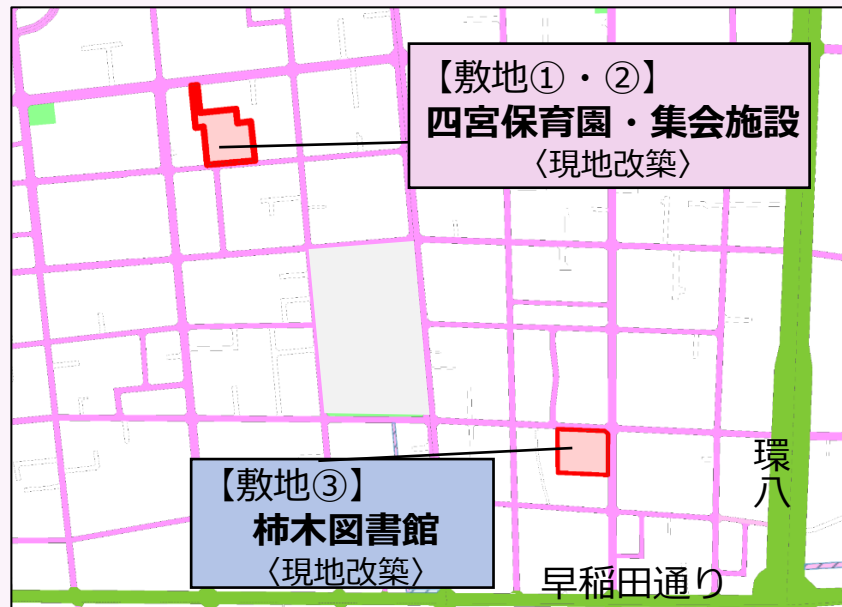 【敷地①・②】
四宮保育園・集会施設
〈現地改築〉
環八
【敷地③】
柿木図書館
〈現地改築〉
早稲田通り